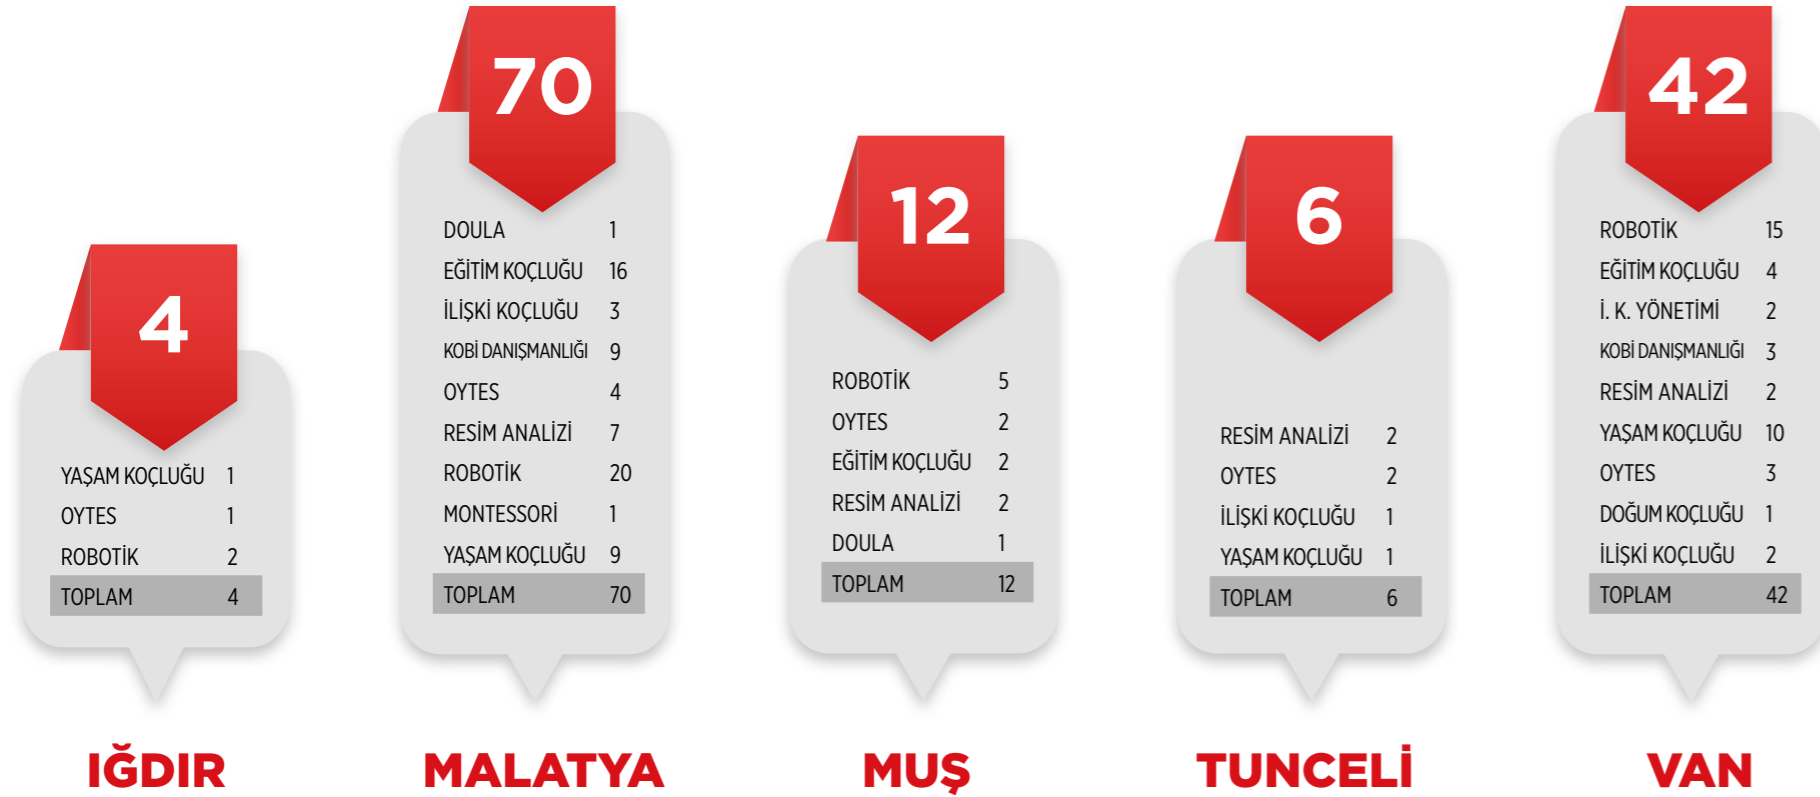 4
YAŞAM KOÇLUĞU 1
OYTES 1
ROBOTİK 2
TOPLAM 4
IĞDIR
70
DOULA 1
EĞİTİM KOÇLUĞU 16
İLİŞKİ KOÇLUĞU 3
KOBİ DANIŞMANLIĞI 9
OYTES 4
RESİM ANALİZİ 7
ROBOTİK 20
MONTESSORİ 1
YAŞAM KOÇLUĞU 9
TOPLAM 70
MALATYA
12
ROBOTİK 5
OYTES 2
EĞİTİM KOÇLUĞU 2
RESİM ANALİZİ 2
DOULA 1
TOPLAM 12
MUŞ
6
RESİM ANALİZİ 2
OYTES 2
İLİŞKİ KOÇLUĞU 1
YAŞAM KOÇLUĞU 1
TOPLAM 6
TUNCELİ
42
ROBOTİK 15
EĞİTİM KOÇLUĞU 4
İ. K. YÖNETİMİ 2
KOBİ DANIŞMANLIĞI 3
RESİM ANALİZİ 2
YAŞAM KOÇLUĞU 10
OYTES 3
DOĞUM KOÇLUĞU 1
İLİŞKİ KOÇLUĞU 2
TOPLAM 42
VAN